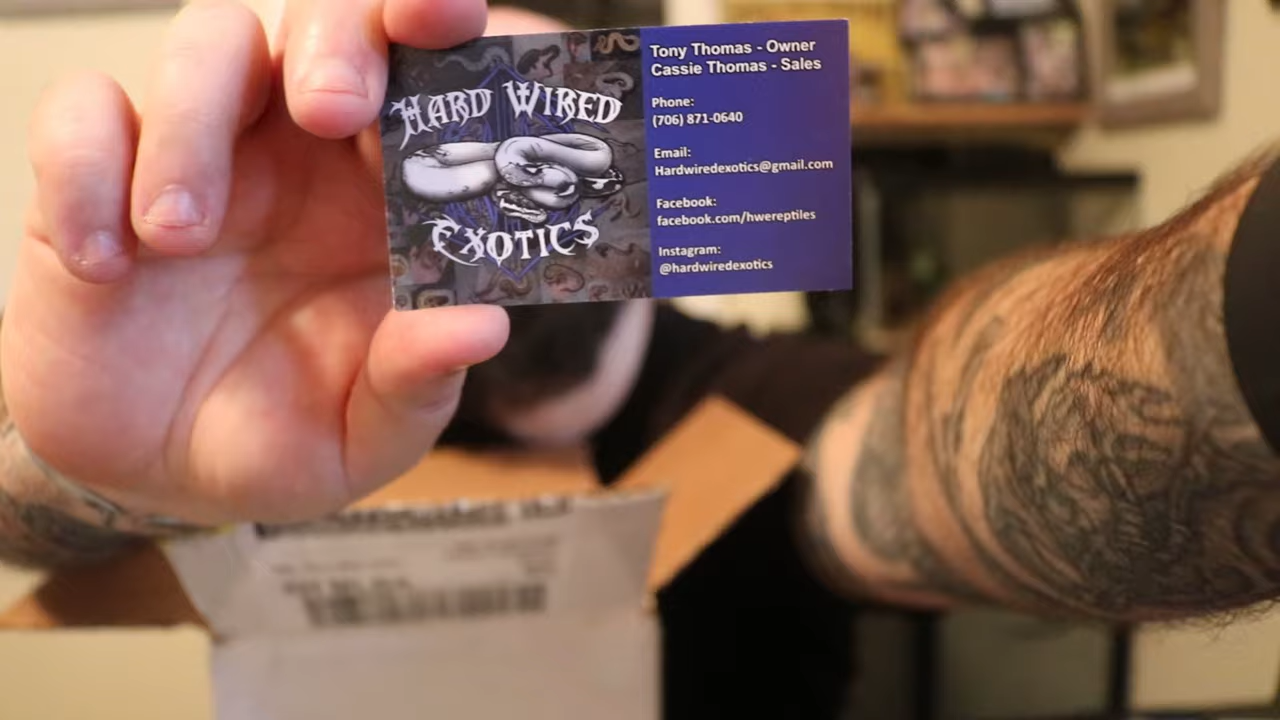 HARD WIRED
EXOTICS
Tony Thomas - Owner
Cassie Thomas - Sales
Phone:
(706) 871-0640
Email:
Hardwiredexotics@gmail.com
Facebook:
facebook.com/hwereptiles
Instagram:
@hardwiredexotics